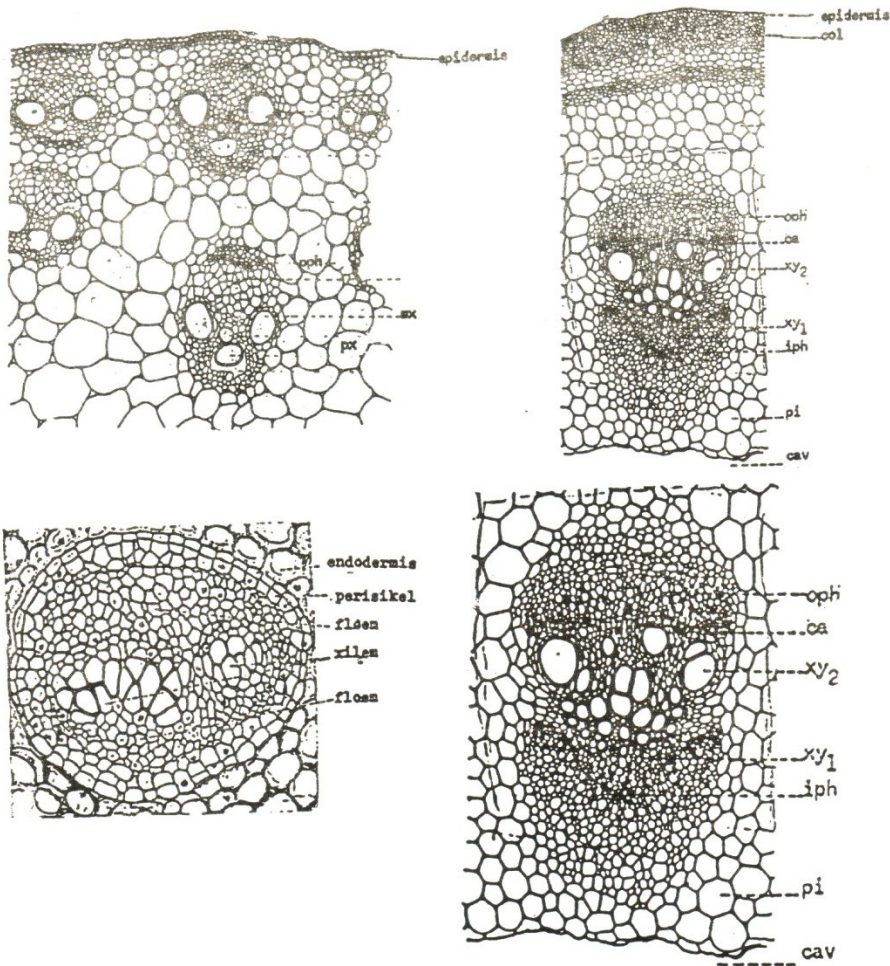 epidermis
oph
mx
px
epidermis
col
oph
ca
xy2
xy1
iph
pi
cav
endodermis
perisikel
floem
xilem
floem
oph
ca
xy2
xy1
iph
pi
cav